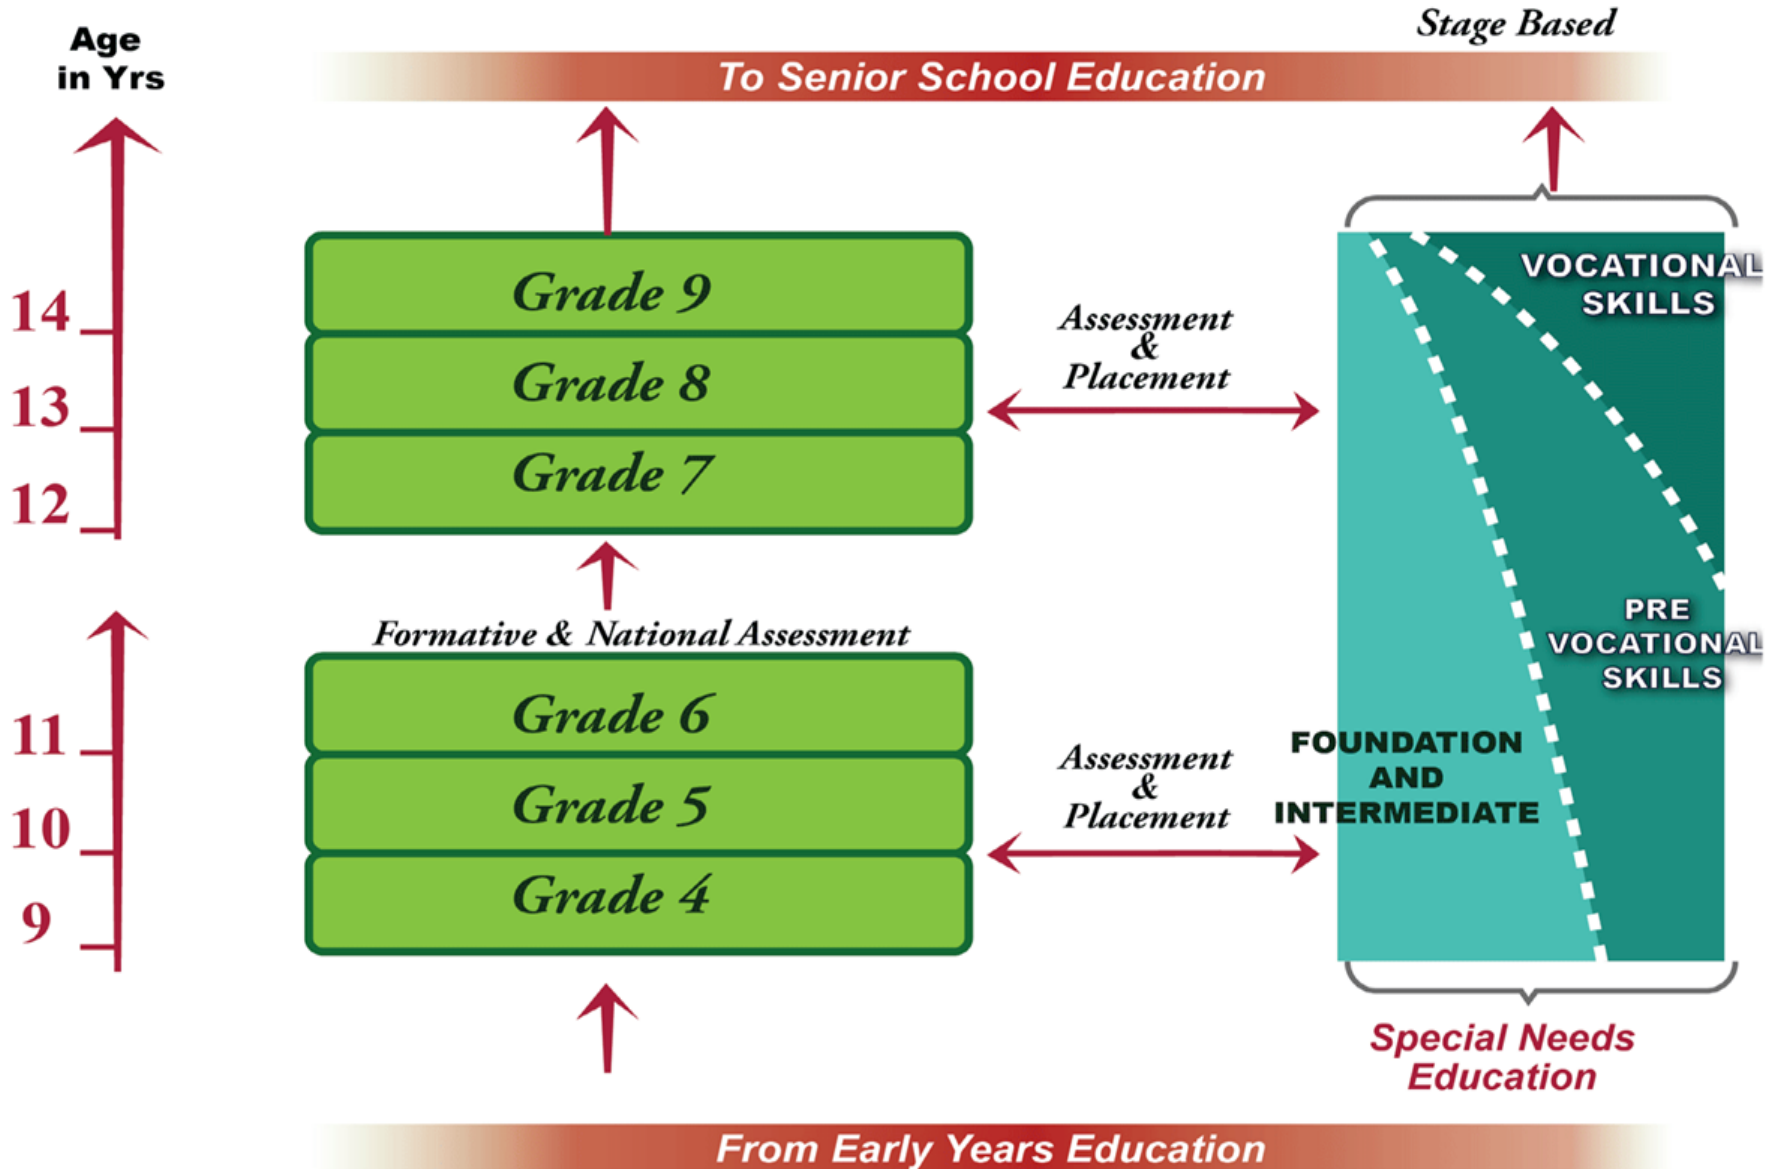 Age
in Yrs
Stage Based
To Senior School Education
14
13
12
Grade 9
Grade 8
Grade 7
Assessment
&
Placement
VOCATIONAL
SKILLS
Formative & National Assessment
11
10
9
Grade 6
Grade 5
Grade 4
Assessment
&
Placement
PRE
VOCATIONAL
SKILLS
FOUNDATION
AND
INTERMEDIATE
Special Needs
Education
From Early Years Education